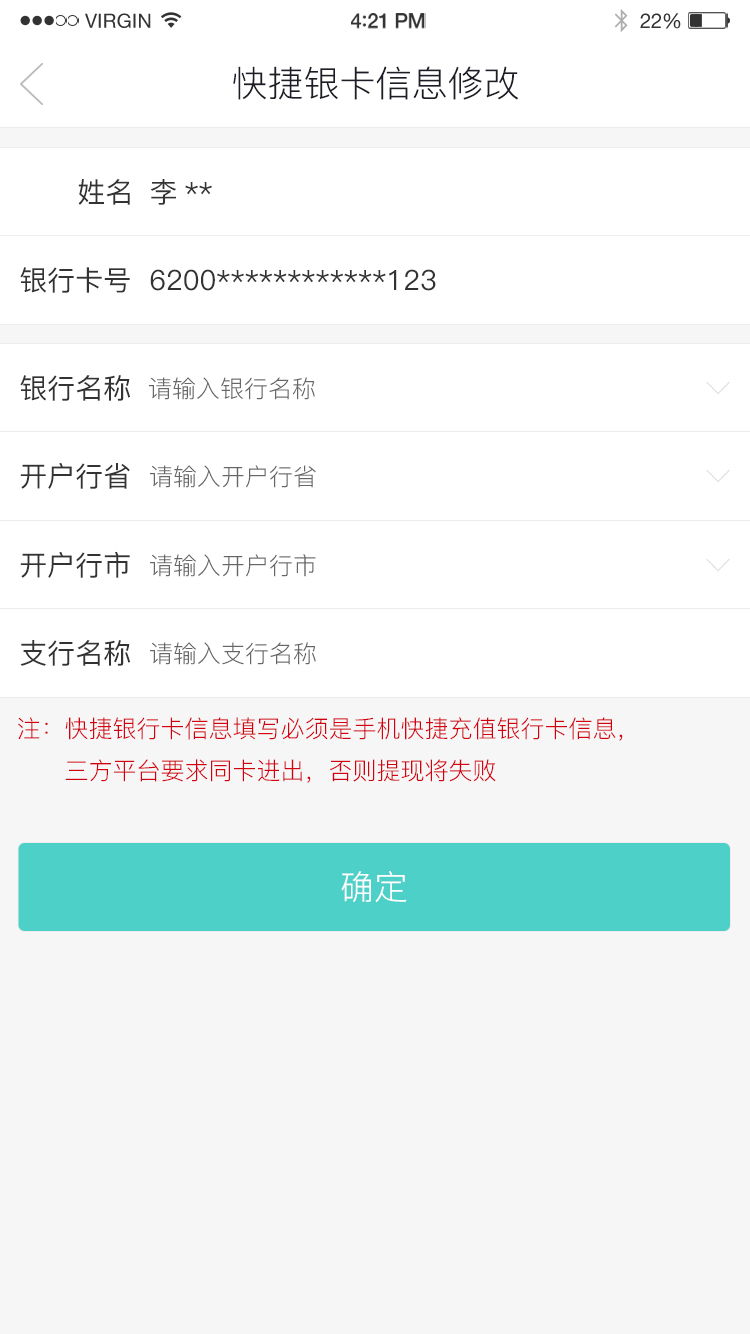 VIRGIN 4:21 PM 22%
快捷银卡信息修改
姓名 李 **
银行卡号 6200************123
银行名称 请输入银行名称
开户行省 请输入开户行省
开户行市 请输入开户行市
支行名称 请输入支行名称
注：快捷银行卡信息填写必须是手机快捷充值银行卡信息，
三方平台要求同卡进出，否则提现将失败
确定